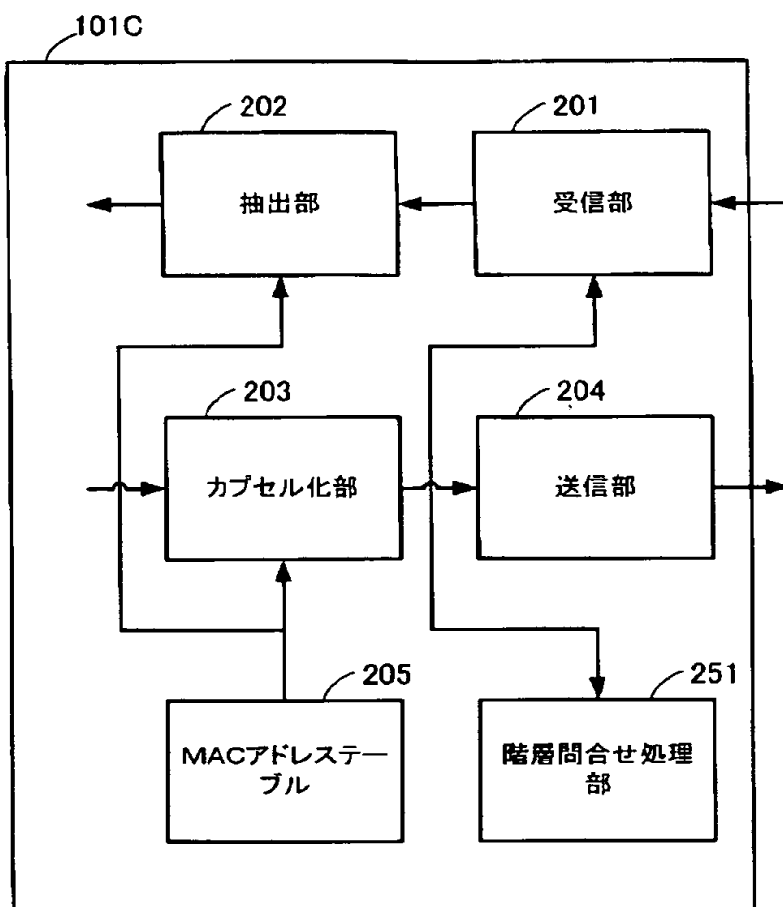 101C
202
抽出部
201
受信部
203
カプセル化部
204
送信部
205
MACアドレステー
ブル
251
階層問合せ処理
部